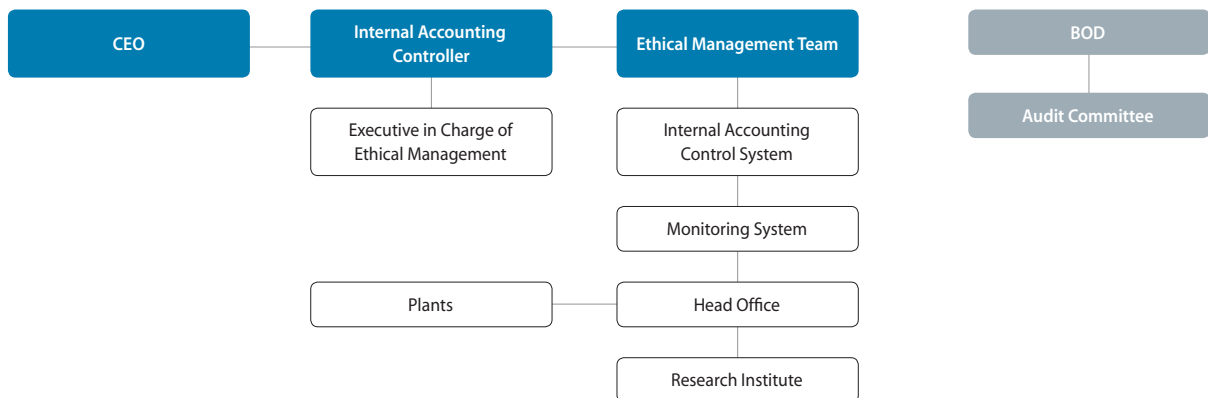 CEO
Internal Accounting
Controller
Ethical Management Team
BOD
Executive in Charge of
Ethical Management
Internal Accounting
Control System
Audit Committee
Monitoring System
Plants
Head Office
Research Institute